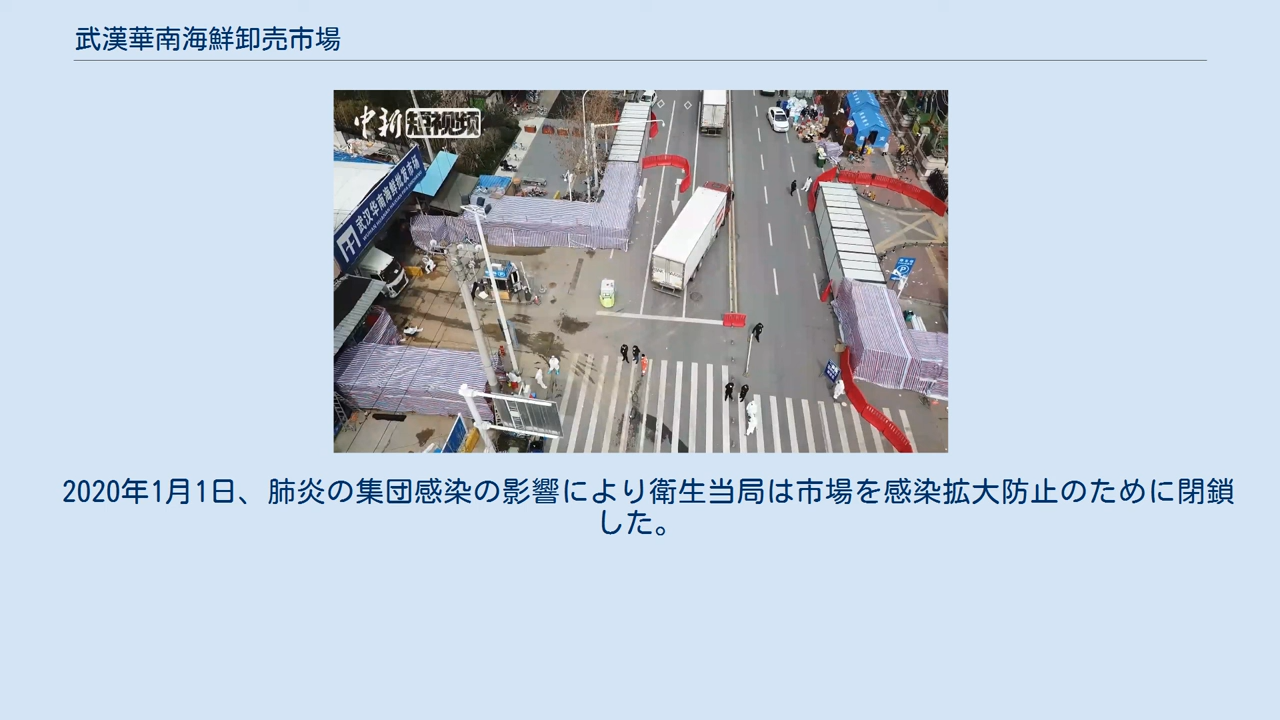 武漢華南海鮮卸売市場
中新短视频
武汉华南海鲜批发市场
2020年1月1日、肺炎の集団感染の影響により衛生当局は市場を感染拡大防止のために閉鎖
した。